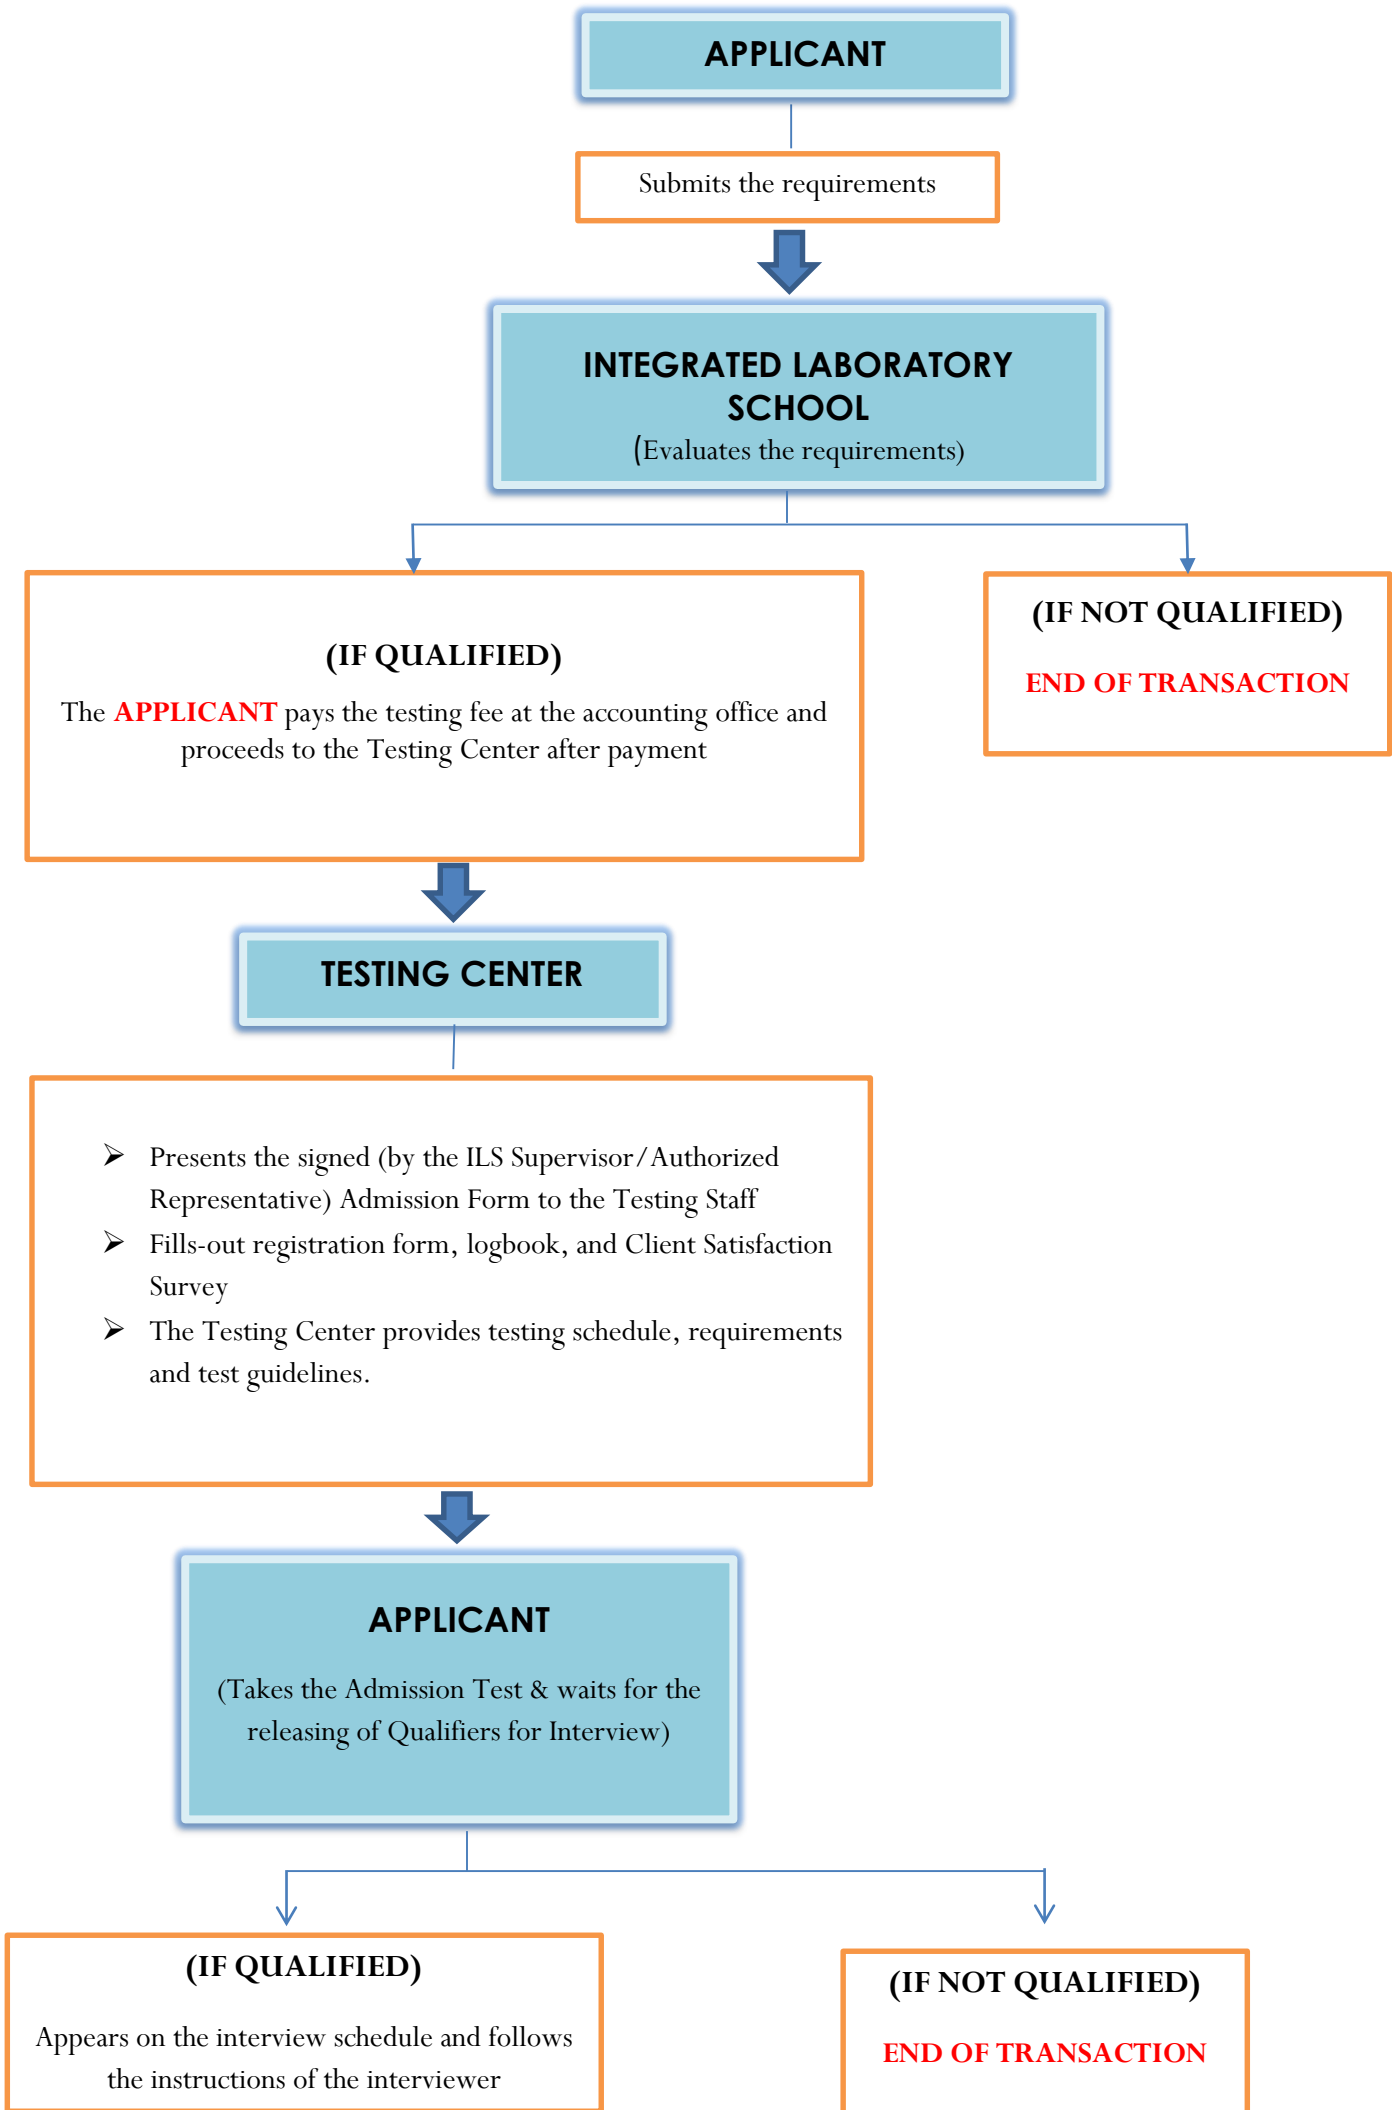 APPLICANT
Submits the requirements
INTEGRATED LABORATORY
SCHOOL
(Evaluates the requirements)
(IF QUALIFIED)
The APPLICANT pays the testing fee at the accounting office and
proceeds to the Testing Center after payment
(IF NOT QUALIFIED)
END OF TRANSACTION
TESTING CENTER
➢ Presents the signed (by the ILS Supervisor/Authorized
Representative) Admission Form to the Testing Staff
➢ Fills-out registration form, logbook, and Client Satisfaction
Survey
➢ The Testing Center provides testing schedule, requirements
and test guidelines.
APPLICANT
(Takes the Admission Test & waits for the
releasing of Qualifiers for Interview)
(IF QUALIFIED)
Appears on the interview schedule and follows
the instructions of the interviewer
(IF NOT QUALIFIED)
END OF TRANSACTION